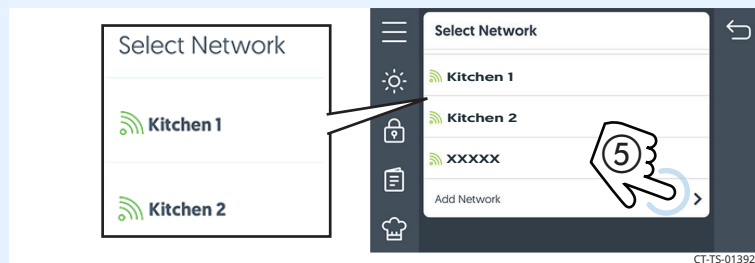 Select Network
Kitchen 1
Kitchen 2
Select Network
Kitchen 1
Kitchen 2
XXXXX
Add Network
5
CT-TS-01392